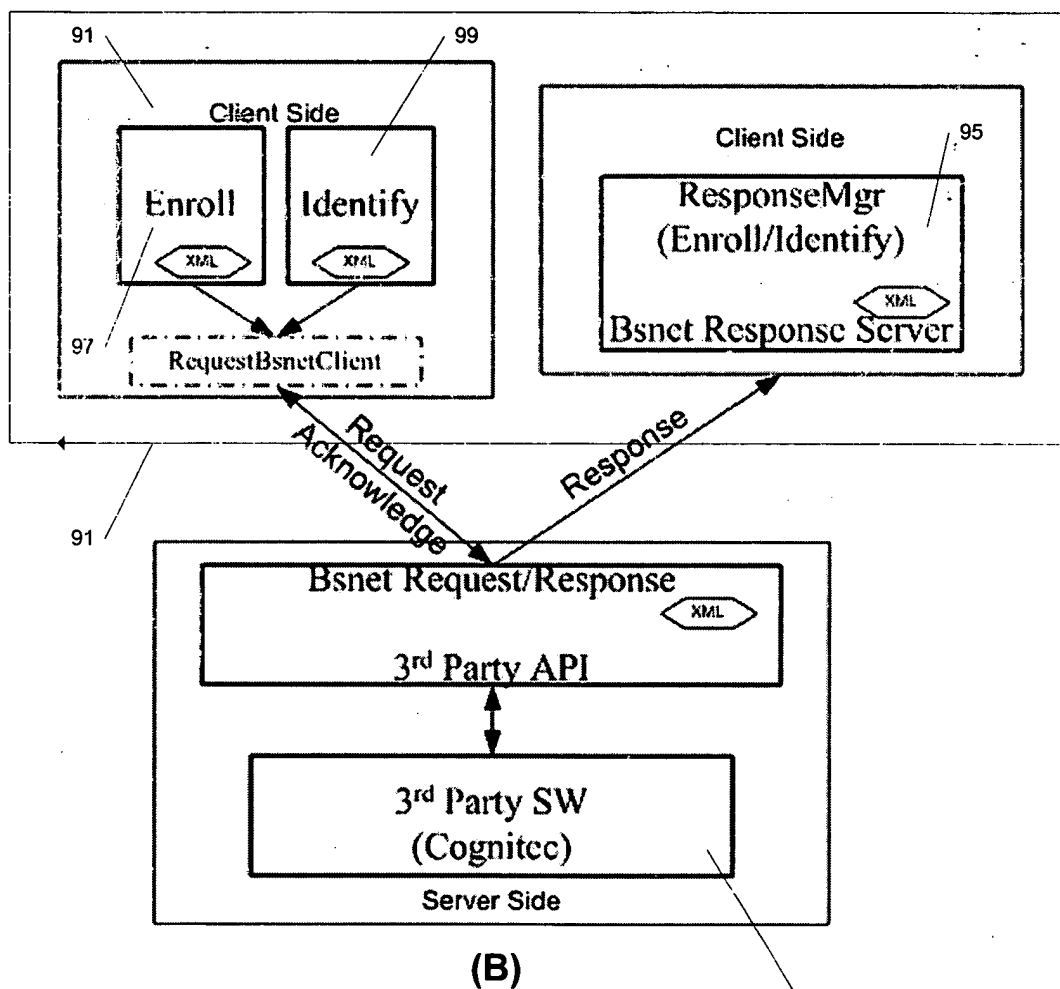 91
99
Client Side
Enroll
Identify
XML
XML
97
RequestBsnetClient
Client Side
95
ResponseMgr
(Enroll/Identify)
XML
Bsnet Response Server
Request
Acknowledge
Response
91
Bsnet Request/Response
XML
3rd Party API
3rd Party SW
(Cognitec)
Server Side
(B)